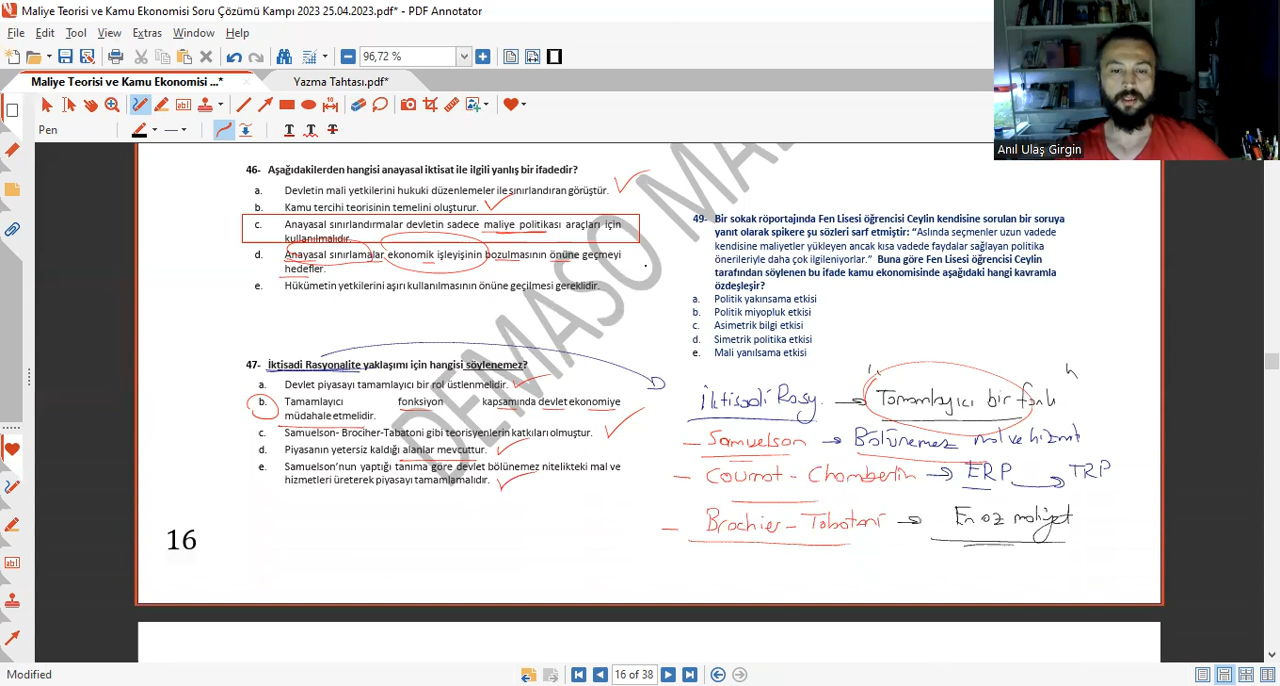 Maliye Teorisi ve Kamu Ekonomisi Soru Çözümü Kampı 2023 25.04.2023.pdf* - PDF Annotator
File Edit Tool View Extras Window Help
96,72 %
Maliye Teorisi ve Kamu Ekonomisi ...*
Yazma Tahtası.pdf*
Pen
Anıl Ulaş Girgin
46- Aşağıdakilerden hangisi anayasal iktisat ile ilgili yanlış bir ifadedir?
a. Devletin mali yetkilerini hukuki düzenlemeler ile sınırlandıran görüştür.
b. Kamu tercihi teorisinin temelini oluşturur.
c. Anayasal sınırlandırmalar devletin sadece maliye politikası araçları için
kullanılmalıdır.
d. Anayasal sınırlamalar ekonomik işleyişinin bozulmasının önüne geçmeyi
hedefler.
e. Hükümetin yetkilerini aşırı kullanılmasının önüne geçilmesi gereklidir.
47- İktisadi Rasyonalite yaklaşımı için hangisi söylenemez?
a. Devlet piyasayı tamamlayıcı bir rol üstlenmelidir.
b. Tamamlayıcı fonksiyon kapsamında devlet ekonomiye
müdahale etmelidir.
c. Samuelson- Brociher-Tabatoni gibi teorisyenlerin katkıları olmuştur.
d. Piyasanın yetersiz kaldığı alanlar mevcuttur.
e. Samuelson'nun yaptığı tanıma göre devlet bölünemez nitelikteki mal ve
hizmetleri üreterek piyasayı tamamlamalıdır.
16
49- Bir sokak röportajında Fen Lisesi öğrencisi Ceylin kendisine sorulan bir soruya
yanıt olarak spikere şu sözleri sarf etmiştir: "Aslında seçmenler uzun vadede
kendisine maliyetler yükleyen ancak kısa vadede faydalar sağlayan politika
önerileriyle daha çok ilgileniyorlar." Buna göre Fen Lisesi öğrencisi Ceylin
tarafından söylenen bu ifade kamu ekonomisinde aşağıdaki hangi kavramla
özdeşleşir?
a. Politik yakınsama etkisi
b. Politik miyopluk etkisi
c. Asimetrik bilgi etkisi
d. Simetrik politika etkisi
e. Mali yanılsama etkisi
İktisadi Rasy. → "Tamamlayıcı bir fonk"
- Samuelson → Bölünemez mal ve hizmt
- Cournot - Chamberlin → ERP → TRP
- Brochier - Tabatoni → En az maliyet
DEMASO
Modified
16 of 38